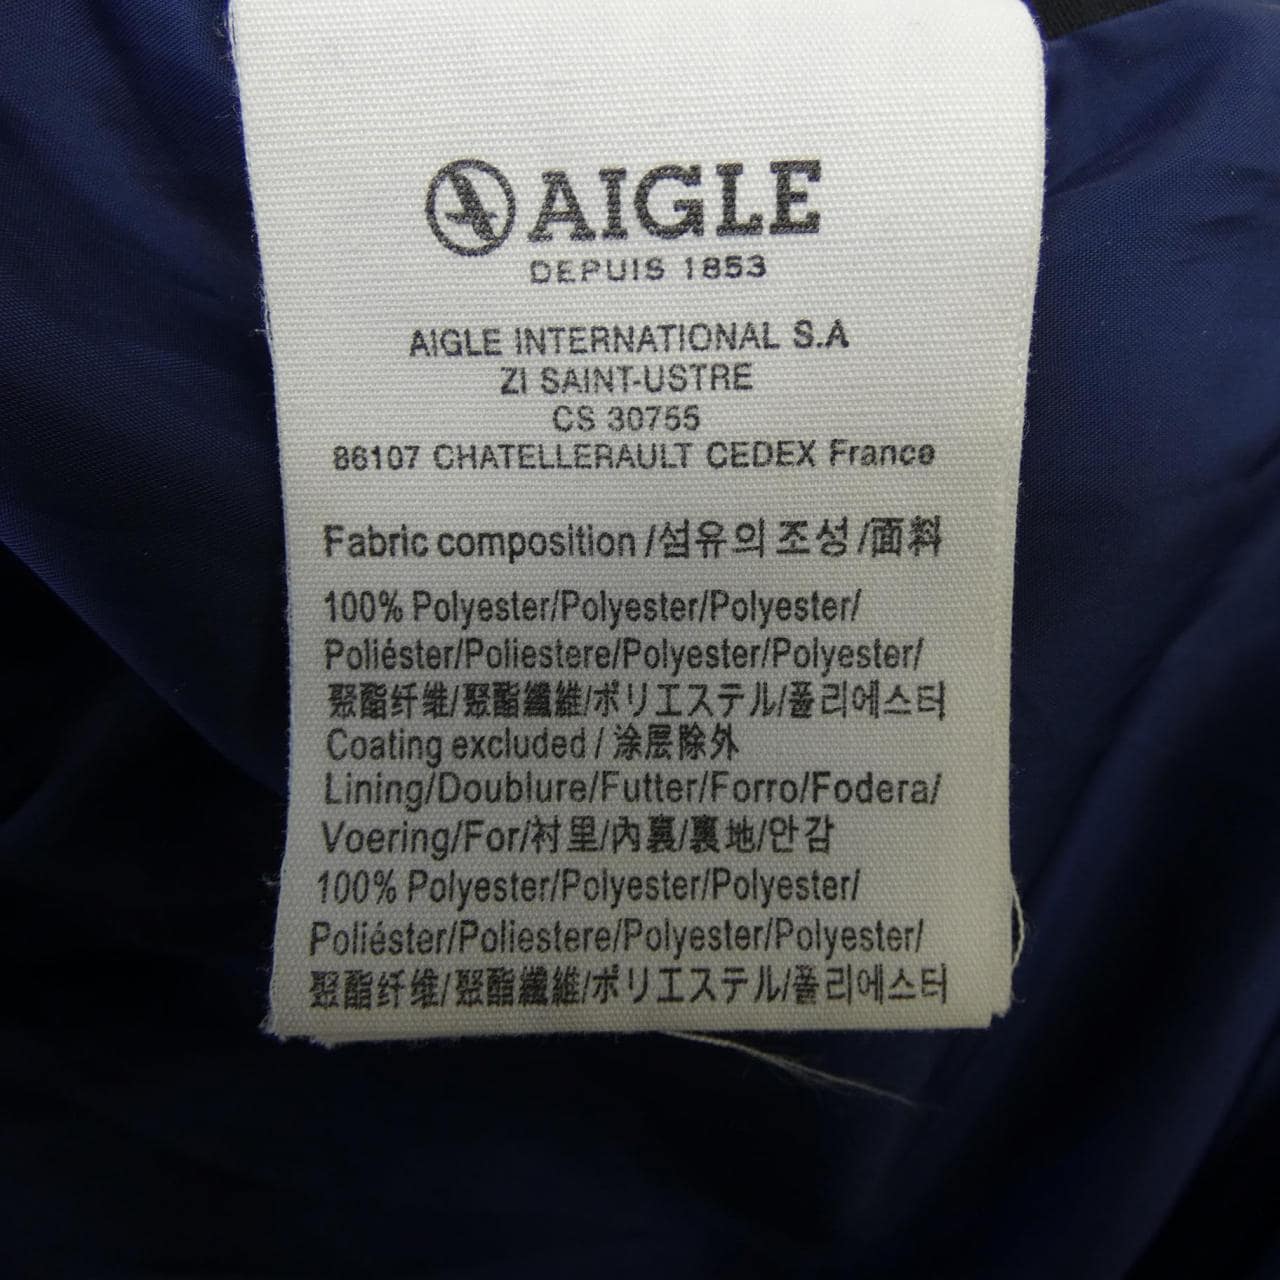 AIGLE
DEPUIS 1853
AIGLE INTERNATIONAL S.A
ZI SAINT-USTRE
CS 30755
86107 CHATELLERAULT CEDEX France
Fabric composition /섬유의 조성 /面料
100% Polyester/Polyester/Polyester/
Poliéster/Poliestere/Polyester/Polyester/
聚酯纤维/聚酯纖維/ポリエステル/폴리에스터
Coating excluded / 涂层除外
Lining/Doublure/Futter/Forro/Fodera/
Voering/For/衬里/內裏/裏地/안감
100% Polyester/Polyester/Polyester/
Poliéster/Poliestere/Polyester/Polyester/
聚酯纤维/聚酯纖維/ポリエステル/폴리에스터